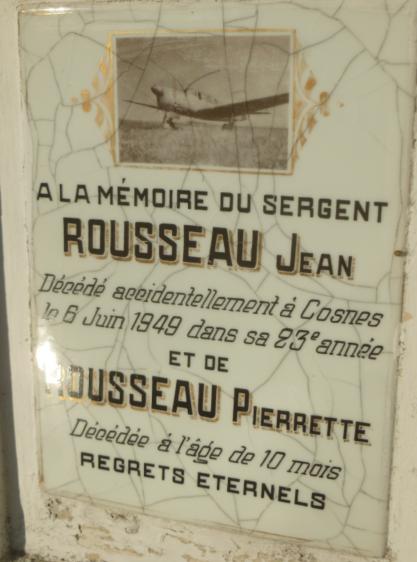 A LA MÉMOIRE DU SERGENT
ROUSSEAU JEAN
Décédé accidentellement á Cosnes
le 6 Juin 1949 dans sa 23e année
ET DE
ROUSSEAU PIERRETTE
Décédée á l'âge de 10 mois
REGRETS ETERNELS